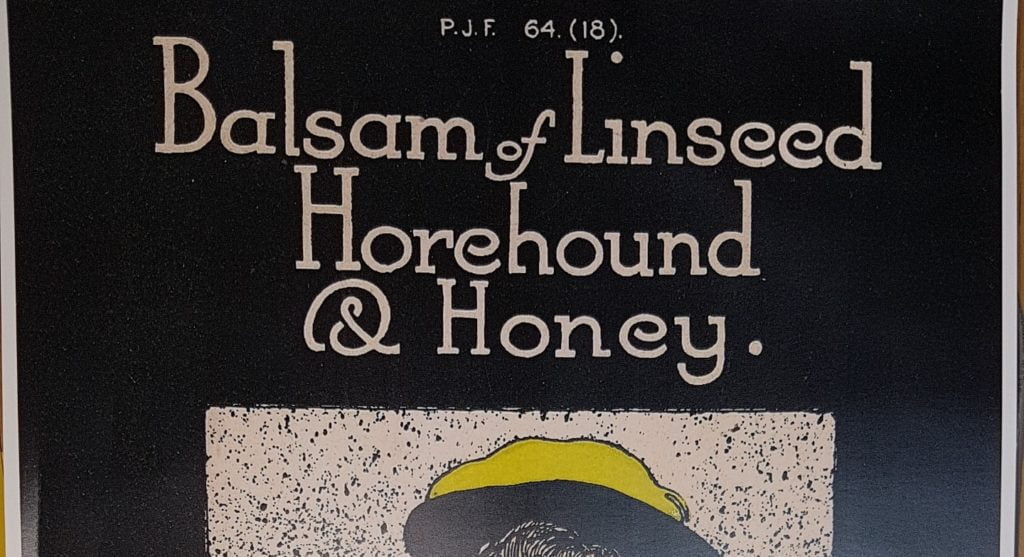 P.J.F. 64.(18).
Balsam of Linseed
Horehound
& Honey.